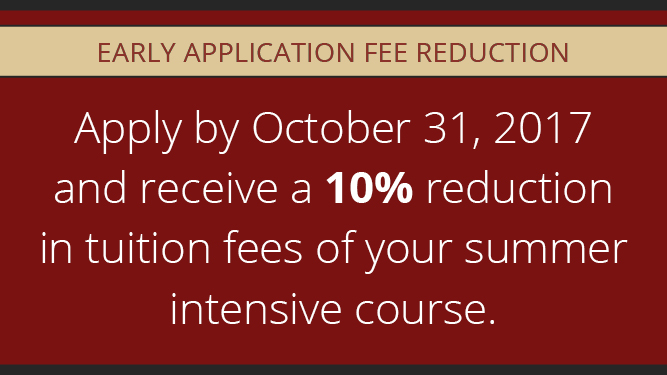 EARLY APPLICATION FEE REDUCTION
Apply by October 31, 2017
and receive a 10% reduction
in tuition fees of your summer
intensive course.